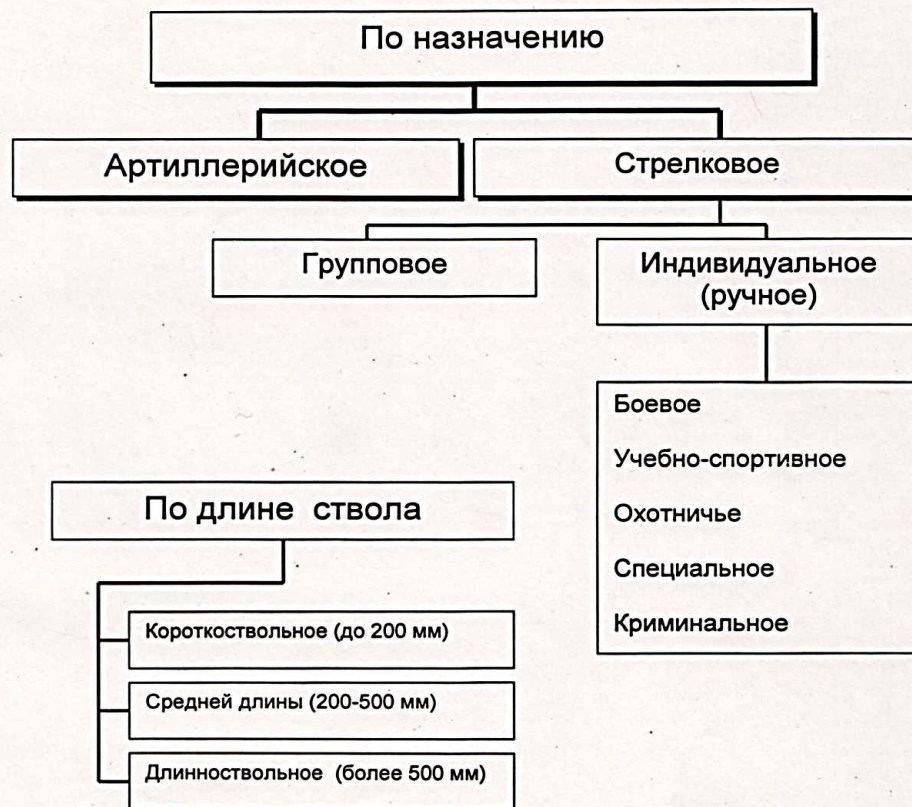 По назначению
Артиллерийское
Стрелковое
Групповое
Индивидуальное
(ручное)
Боевое
Учебно-спортивное
Охотничье
Специальное
Криминальное
По длине ствола
Короткоствольное (до 200 мм)
Средней длины (200-500 мм)
Длинноствольное (более 500 мм)